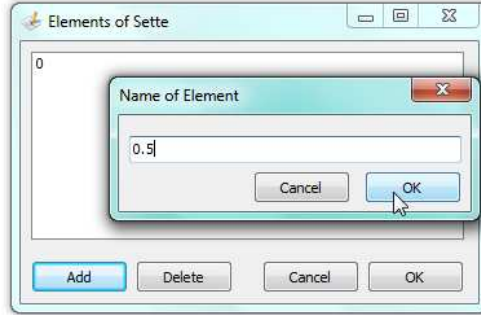 Elements of Sette
0
Name of Element
0.5
Cancel OK
Add Delete Cancel OK